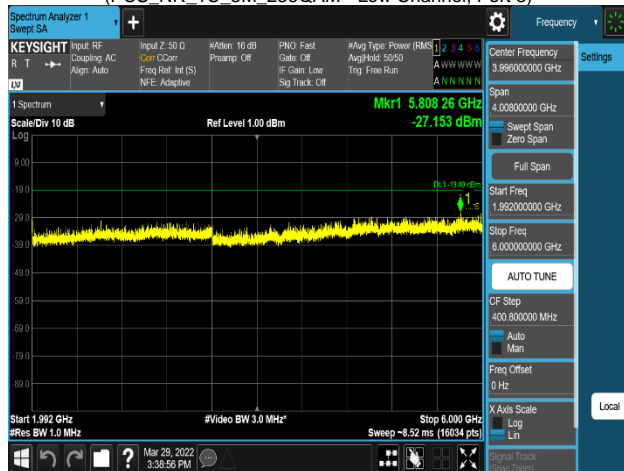 (PCS_NR_1C_5M_256QAM - Low Channel, Port 3)
Spectrum Analyzer 1
Swept SA
Frequency
KEYSIGHT
R T
Input: RF
Coupling: AC
Align: Auto
Input Z: 50 Ω
Corr CCorr
Freq Ref: Int (S)
NFE: Adaptive
#Atten: 16 dB
Preamp: Off
PNO: Fast
Gate: Off
IF Gain: Low
Sig Track: Off
#Avg Type: Power (RMS
Avg|Hold: 50/50
Trig: Free Run
1 2 3 4 5 6
A W W W W W
A N N N N N
1 Spectrum
Scale/Div 10 dB
Log
Ref Level 1.00 dBm
Mkr1 5.808 26 GHz
-27.153 dBm
DL1 -19.00 dBm
1
-9.00
-19.0
-29.0
-39.0
-49.0
-59.0
-69.0
-79.0
-89.0
Start 1.992 GHz
#Res BW 1.0 MHz
#Video BW 3.0 MHz*
Stop 6.000 GHz
Sweep ~8.52 ms (16034 pts)
Center Frequency
3.996000000 GHz
Settings
Span
4.00800000 GHz
Swept Span
Zero Span
Full Span
Start Freq
1.992000000 GHz
Stop Freq
6.000000000 GHz
AUTO TUNE
CF Step
400.800000 MHz
Auto
Man
Freq Offset
0 Hz
X Axis Scale
Log
Lin
Local
Signal Track
(Span Zoom)
?
Mar 29, 2022
3:38:56 PM